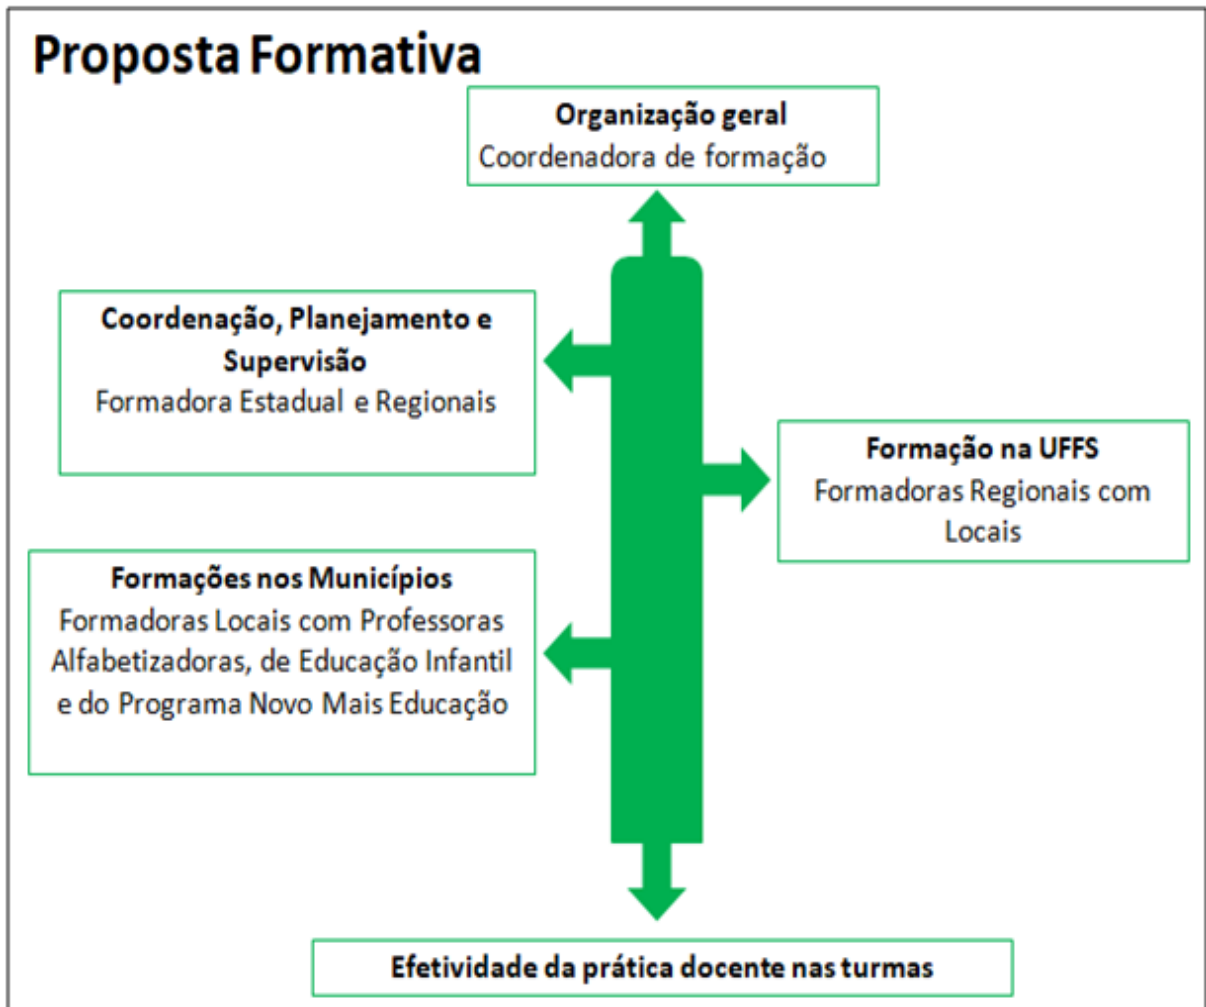 Proposta Formativa
Organização geral
Coordenadora de formação
Coordenação, Planejamento e
Supervisão
Formadora Estadual e Regionais
Formação na UFFS
Formadoras Regionais com
Locais
Formações nos Municípios
Formadoras Locais com Professoras
Alfabetizadoras, de Educação Infantil
e do Programa Novo Mais Educação
Efetividade da prática docente nas turmas